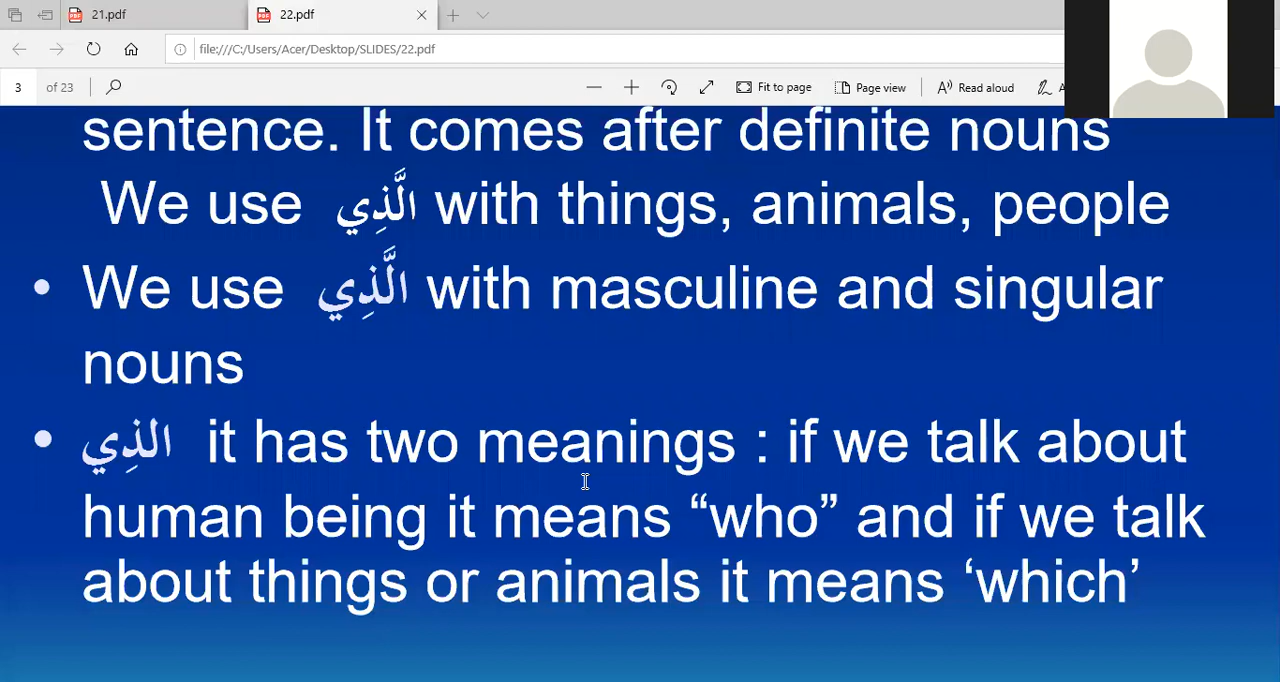 21.pdf
22.pdf
file:///C:/Users/Acer/Desktop/SLIDES/22.pdf
3 of 23
Fit to page
Page view
Read aloud
sentence. It comes after definite nouns
We use الَّذِي with things, animals, people
• We use الَّذِي with masculine and singular
nouns
• الذِي it has two meanings : if we talk about
human being it means “who” and if we talk
about things or animals it means ‘which’